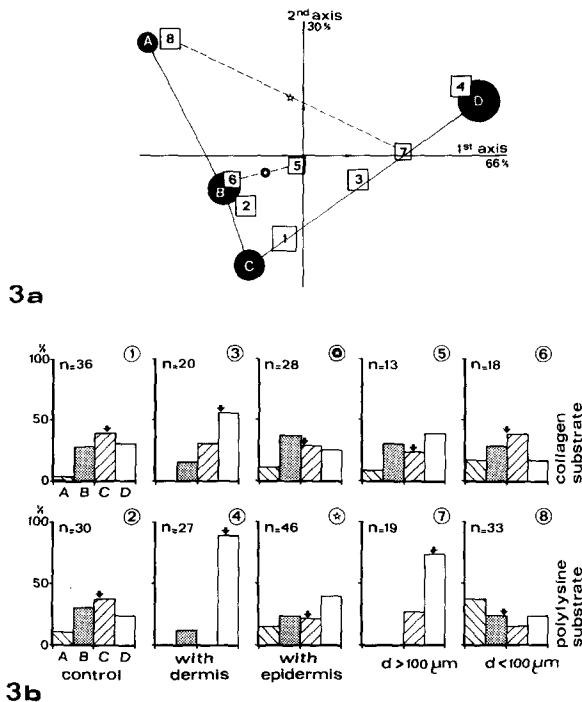 2nd axis
30%
A
8
4
D
7
1st axis
66%
5
6
3
B
2
1
C
3a
%
100
50
0
n=36
1
n=20
3
n=28
n=13
5
n=18
6
A B C D
collagen substrate
%
100
50
0
n=30
2
n=27
4
n=46
☆
n=19
7
n=33
8
A B C D
control
with dermis
with epidermis
d > 100 µm
d < 100 µm
polylysine substrate
3b